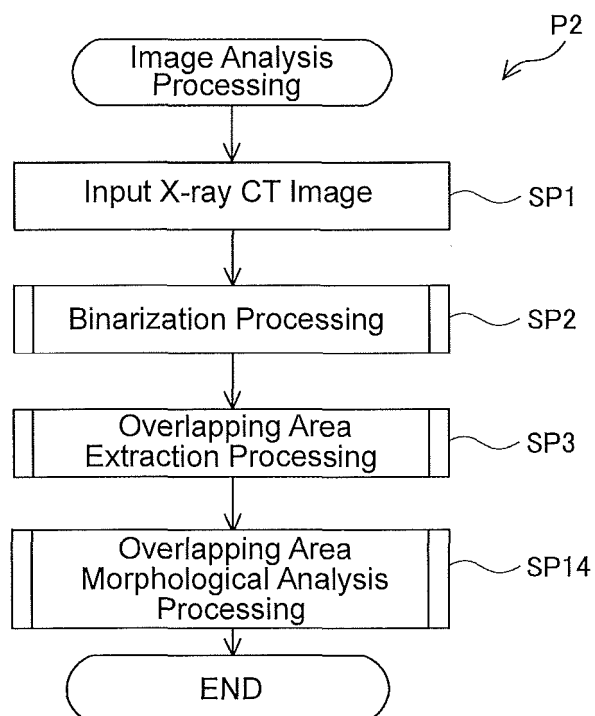 P2
Image Analysis
Processing
Input X-ray CT Image
SP1
Binarization Processing
SP2
Overlapping Area
Extraction Processing
SP3
Overlapping Area
Morphological Analysis
Processing
SP14
END